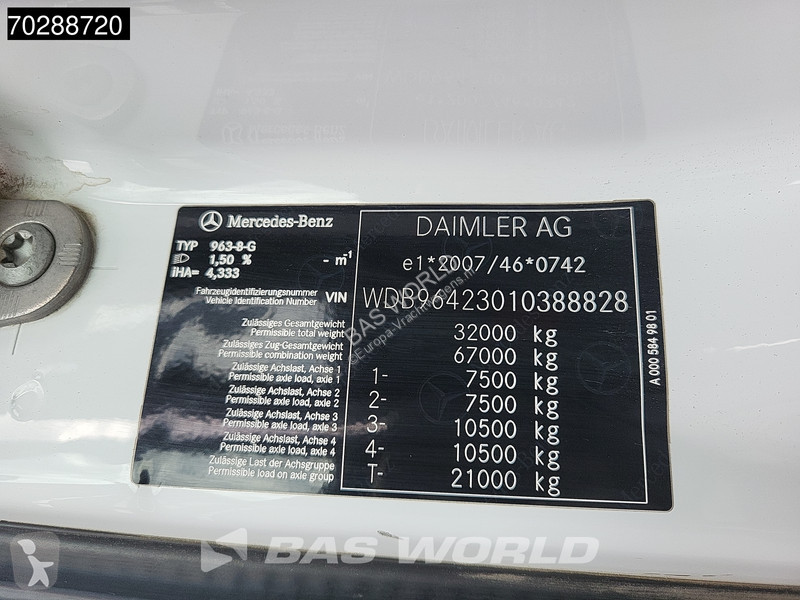 70288720
Mercedes-Benz
DAIMLER AG
TYP 963-8-G
1,50 % - m-1
iHA= 4,333
e1*2007/46*0742
Fahrzeugidentifizierungsnummer
Vehicle Identification Number VIN WDB96423010388828
Zulässiges Gesamtgewicht
Permissible total weight 32000 kg
Zulässiges Zug-Gesamtgewicht
Permissible combination weight 67000 kg
Zulässige Achslast, Achse 1
Permissible axle load, axle 1 1- 7500 kg
Zulässige Achslast, Achse 2
Permissible axle load, axle 2 2- 7500 kg
Zulässige Achslast, Achse 3
Permissible axle load, axle 3 3- 10500 kg
Zulässige Achslast, Achse 4
Permissible axle load, axle 4 4- 10500 kg
Zulässige Last der Achsgruppe
Permissible load on axle group T- 21000 kg
A 000 584 98 01
BAS WORLD
BAS WORLD